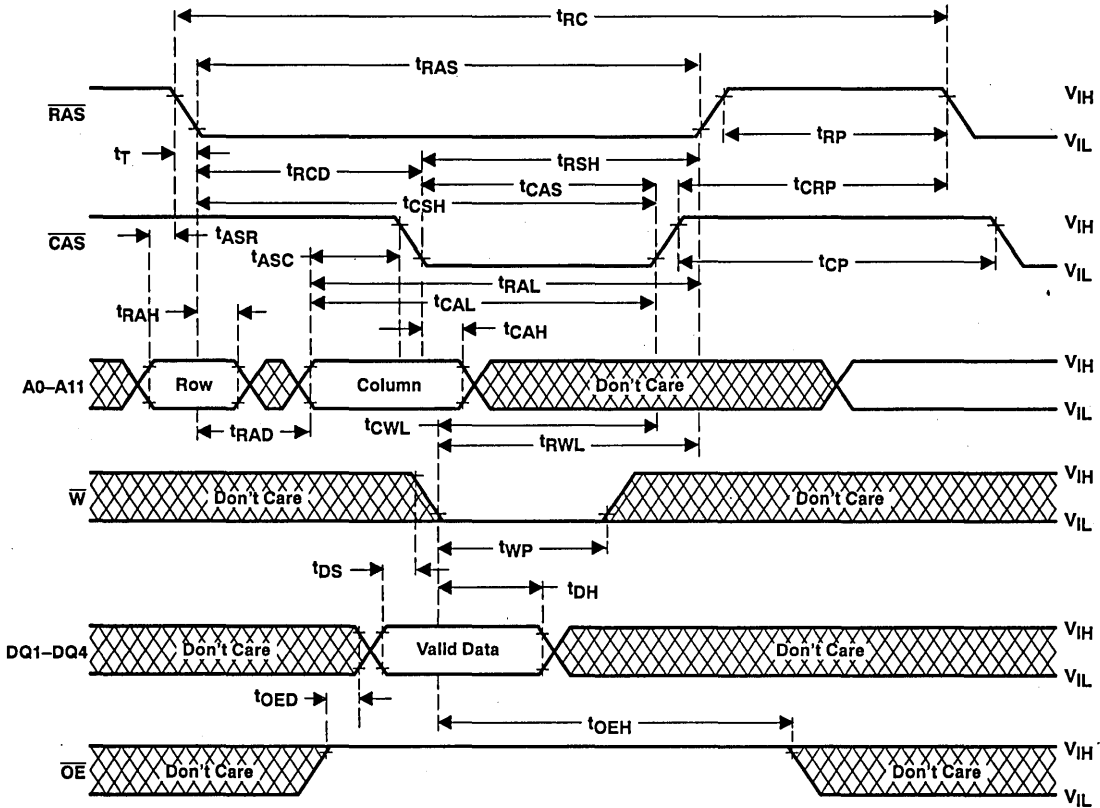 tRC
tRAS
RAS
VIH
VIL
tRP
tT
tRCD
tRSH
tCAS
tCRP
tCSH
CAS
VIH
VIL
tASR
tASC
tCP
tRAL
tCAL
tRAH
tCAH
A0–A11
Row
Column
Don't Care
VIH
VIL
tRAD
tCWL
tRWL
W
Don't Care
Don't Care
VIH
VIL
tWP
tDS
tDH
DQ1–DQ4
Don't Care
Valid Data
Don't Care
VIH
VIL
tOED
tOEH
OE
Don't Care
Don't Care
VIH
VIL